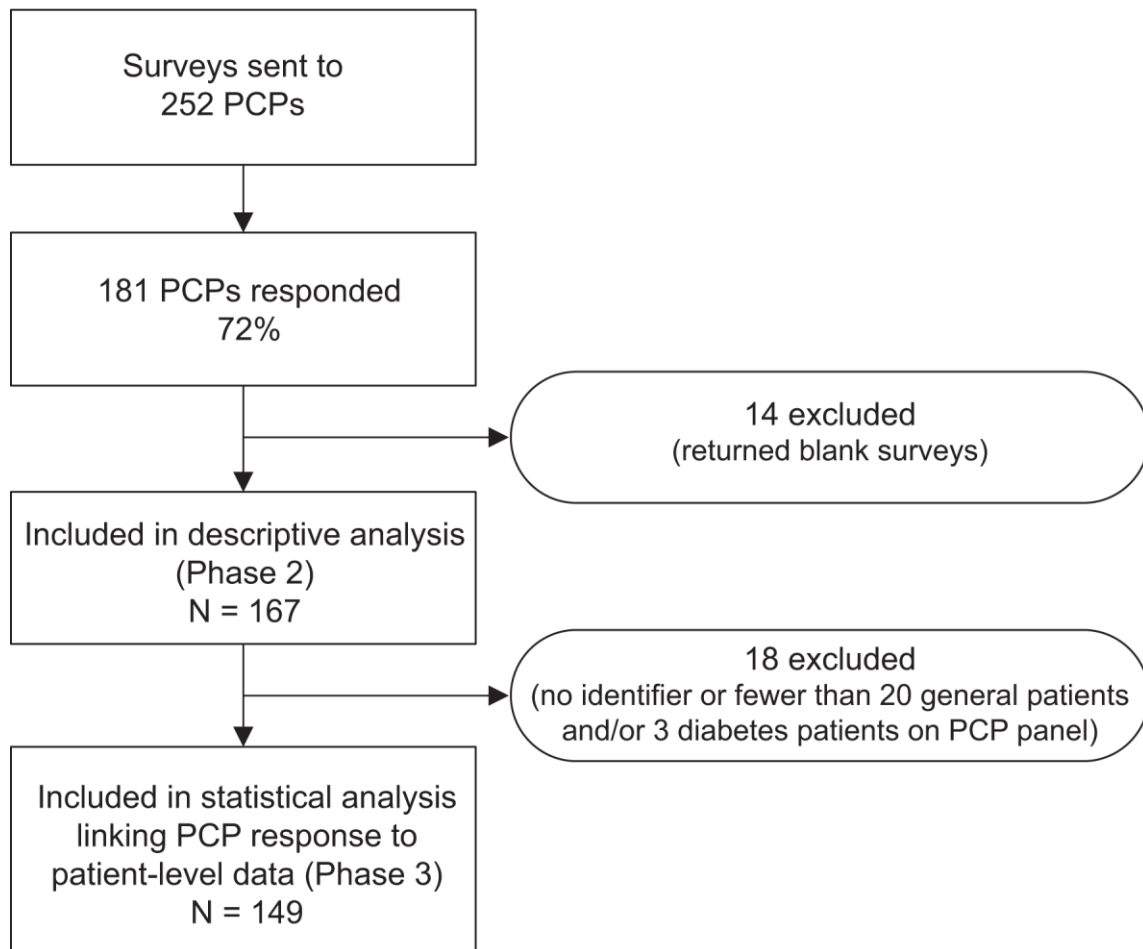 Surveys sent to
252 PCPs
181 PCPs responded
72%
14 excluded
(returned blank surveys)
Included in descriptive analysis
(Phase 2)
N = 167
18 excluded
(no identifier or fewer than 20 general patients
and/or 3 diabetes patients on PCP panel)
Included in statistical analysis
linking PCP response to
patient-level data (Phase 3)
N = 149